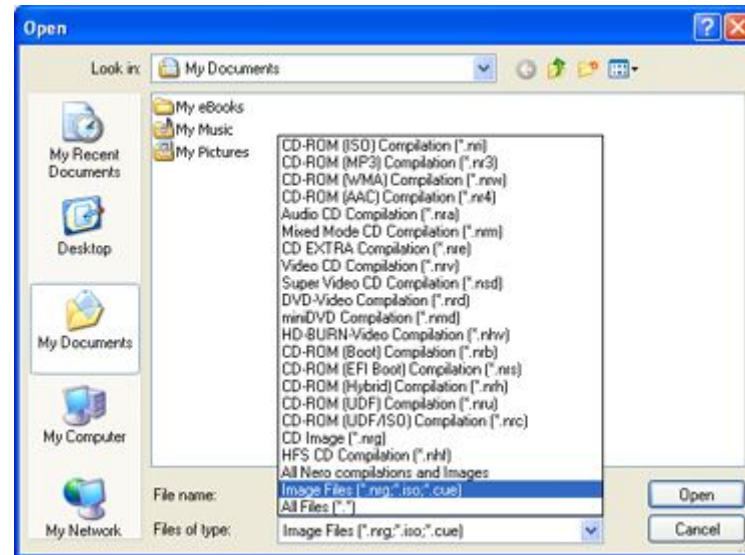 Open
Look in:
My Documents
My eBooks
My Music
My Pictures
My Recent
Documents
Desktop
My Documents
My Computer
My Network
CD-ROM (ISO) Compilation (*.nri)
CD-ROM (MP3) Compilation (*.nr3)
CD-ROM (WMA) Compilation (*.nrw)
CD-ROM (AAC) Compilation (*.nr4)
Audio CD Compilation (*.nra)
Mixed Mode CD Compilation (*.nrm)
CD EXTRA Compilation (*.nre)
Video CD Compilation (*.nrv)
Super Video CD Compilation (*.nsd)
DVD-Video Compilation (*.nrd)
miniDVD Compilation (*.nmd)
HD-BURN-Video Compilation (*.nhv)
CD-ROM (Boot) Compilation (*.nrb)
CD-ROM (EFI Boot) Compilation (*.nrs)
CD-ROM (Hybrid) Compilation (*.nrh)
CD-ROM (UDF) Compilation (*.nru)
CD-ROM (UDF/ISO) Compilation (*.nrc)
CD Image (*.nrg)
HFS CD Compilation (*.nhf)
All Nero compilations and Images
Image Files (*.nrg;*.iso;*.cue)
All Files (*.*)
File name:
Open
Files of type:
Image Files (*.nrg;*.iso;*.cue)
Cancel